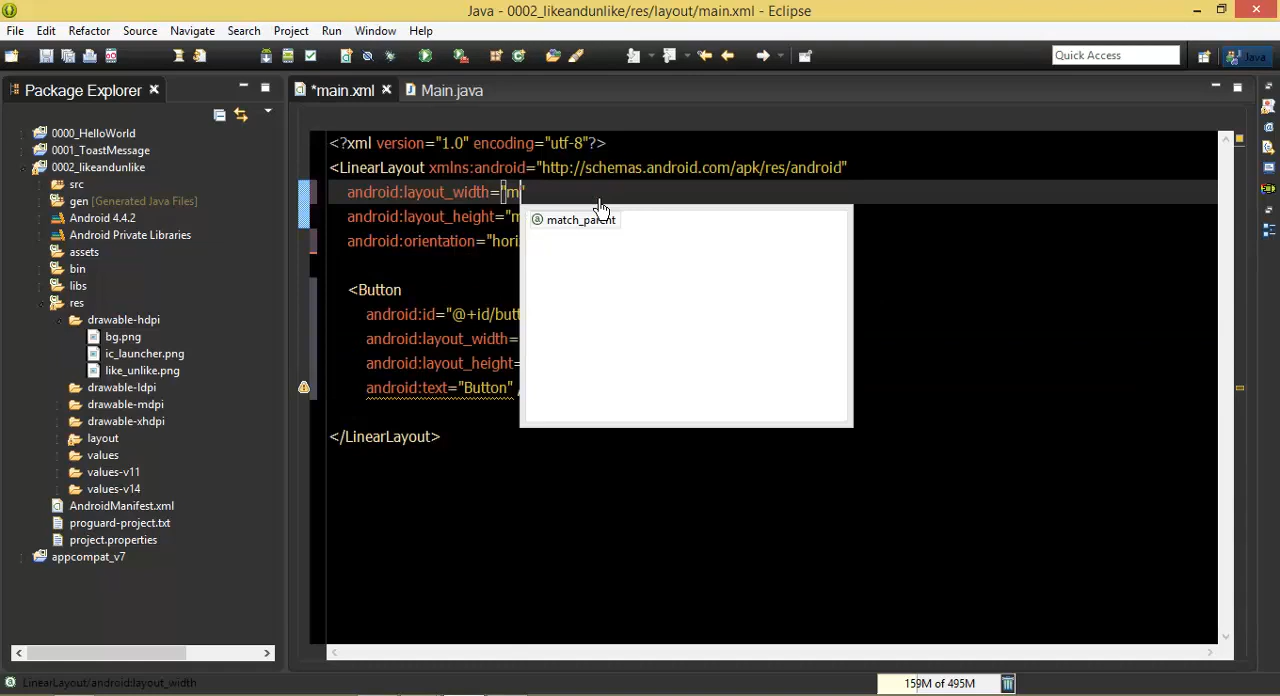 Java - 0002_likeandunlike/res/layout/main.xml - Eclipse
File Edit Refactor Source Navigate Search Project Run Window Help
Quick Access
Java
Package Explorer
*main.xml
Main.java
0000_HelloWorld
0001_ToastMessage
0002_likeandunlike
src
gen [Generated Java Files]
Android 4.4.2
Android Private Libraries
assets
bin
libs
res
drawable-hdpi
bg.png
ic_launcher.png
like_unlike.png
drawable-ldpi
drawable-mdpi
drawable-xhdpi
layout
values
values-v11
values-v14
AndroidManifest.xml
proguard-project.txt
project.properties
appcompat_v7
<?xml version="1.0" encoding="utf-8"?>
<LinearLayout xmlns:android="http://schemas.android.com/apk/res/android"
android:layout_width="m"
android:layout_height="m
android:orientation="hori
<Button
android:id="@+id/butt
android:layout_width=
android:layout_height=
android:text="Button" /
</LinearLayout>
match_parent
LinearLayout/android:layout_width
159M of 495M